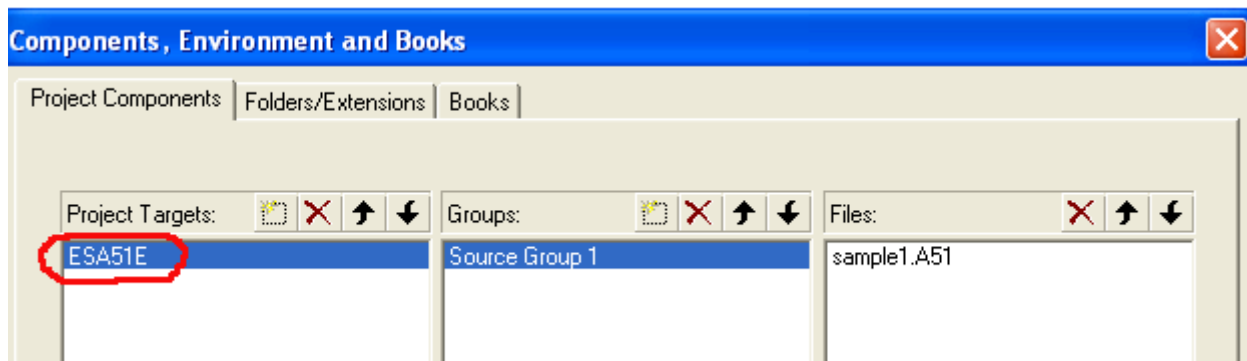 Components, Environment and Books
Project Components Folders/Extensions Books
Project Targets: Groups: Files:
ESA51E Source Group 1 sample1.A51